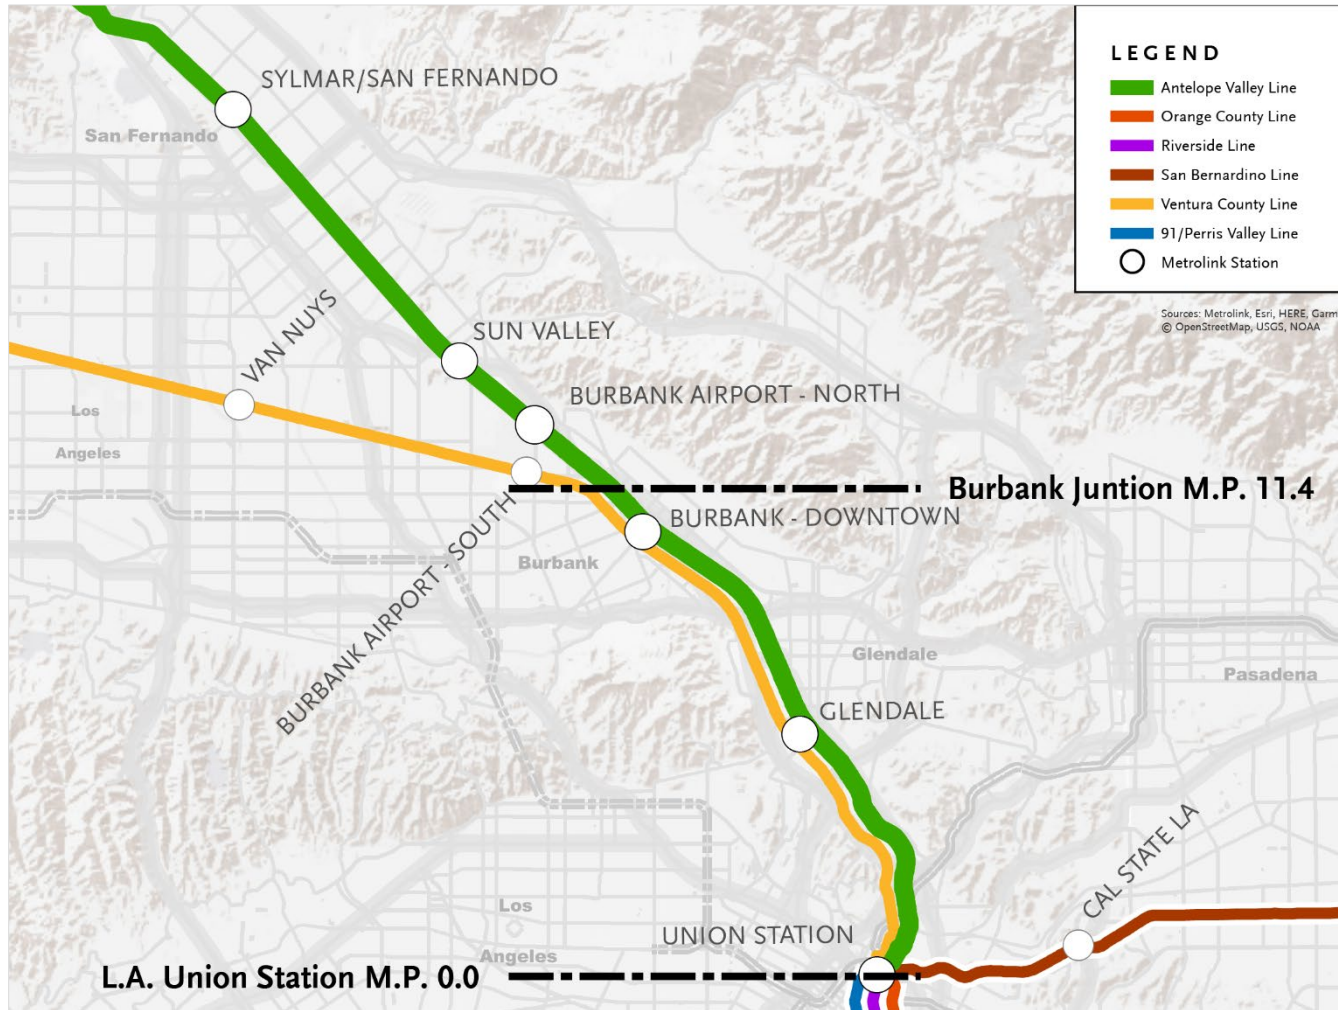 LEGEND
Antelope Valley Line
Orange County Line
Riverside Line
San Bernardino Line
Ventura County Line
91/Perris Valley Line
Metrolink Station
Sources: Metrolink, Esri, HERE, Garm
© OpenStreetMap, USGS, NOAA
SYLMAR/SAN FERNANDO
San Fernando
VAN NUYS
SUN VALLEY
BURBANK AIRPORT - NORTH
Los
Angeles
Burbank Juntion M.P. 11.4
BURBANK - DOWNTOWN
BURBANK AIRPORT - SOUTH
Burbank
Glendale
Pasadena
GLENDALE
CAL STATE LA
Los
Angeles
UNION STATION
L.A. Union Station M.P. 0.0